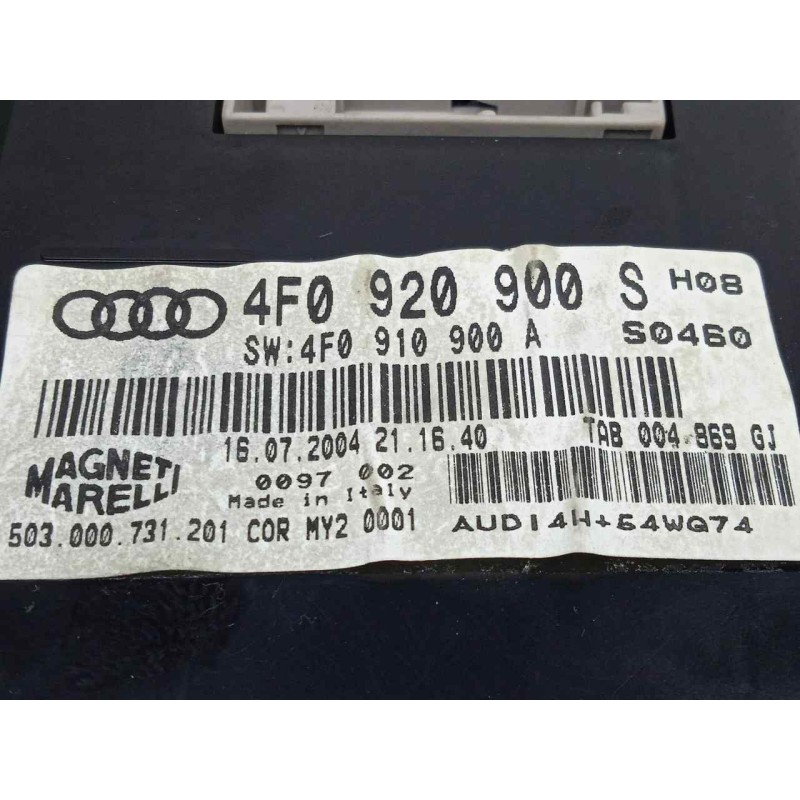 4F0 920 900 S H08
SW:4F0 910 900 A S0460
16.07.2004 21.16.40 TAB 004.969 GJ
MAGNETI MARELLI
0097 002
Made in Italy
503.000.731.201 COR MY2 0001
AUDI4H+54WQ74